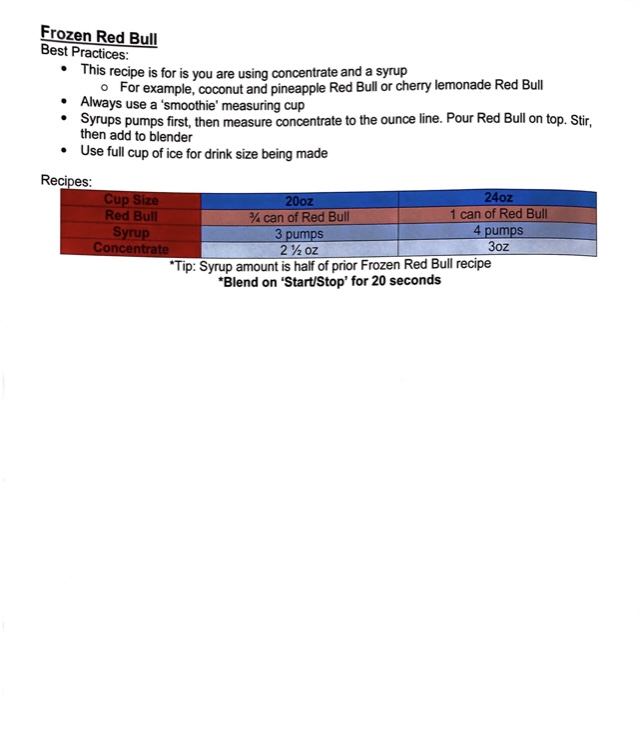 Frozen Red Bull
Best Practices:
• This recipe is for is you are using concentrate and a syrup
o For example, coconut and pineapple Red Bull or cherry lemonade Red Bull
• Always use a 'smoothie' measuring cup
• Syrups pumps first, then measure concentrate to the ounce line. Pour Red Bull on top. Stir,
then add to blender
• Use full cup of ice for drink size being made
Recipes:
Cup Size 20oz 24oz
Red Bull ¾ can of Red Bull 1 can of Red Bull
Syrup 3 pumps 4 pumps
Concentrate 2 ½ oz 3oz
*Tip: Syrup amount is half of prior Frozen Red Bull recipe
*Blend on 'Start/Stop' for 20 seconds